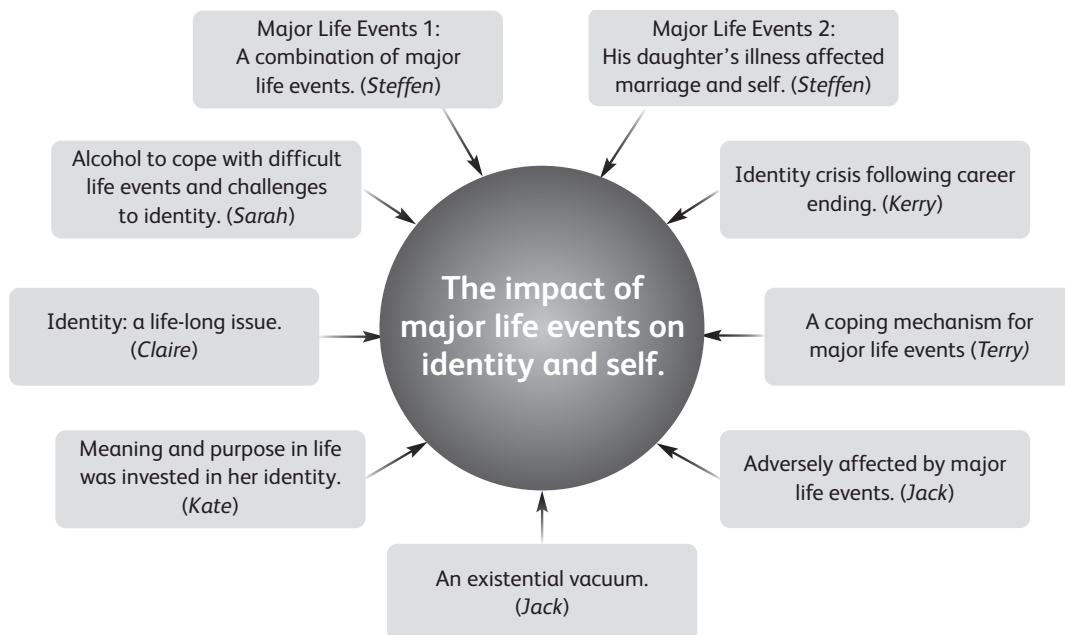 Major Life Events 1:
A combination of major
life events. (Steffen)
Major Life Events 2:
His daughter’s illness affected
marriage and self. (Steffen)
Alcohol to cope with difficult
life events and challenges
to identity. (Sarah)
Identity crisis following career
ending. (Kerry)
The impact of
major life events on
identity and self.
Identity: a life-long issue.
(Claire)
A coping mechanism for
major life events (Terry)
Meaning and purpose in life
was invested in her identity.
(Kate)
Adversely affected by major
life events. (Jack)
An existential vacuum.
(Jack)